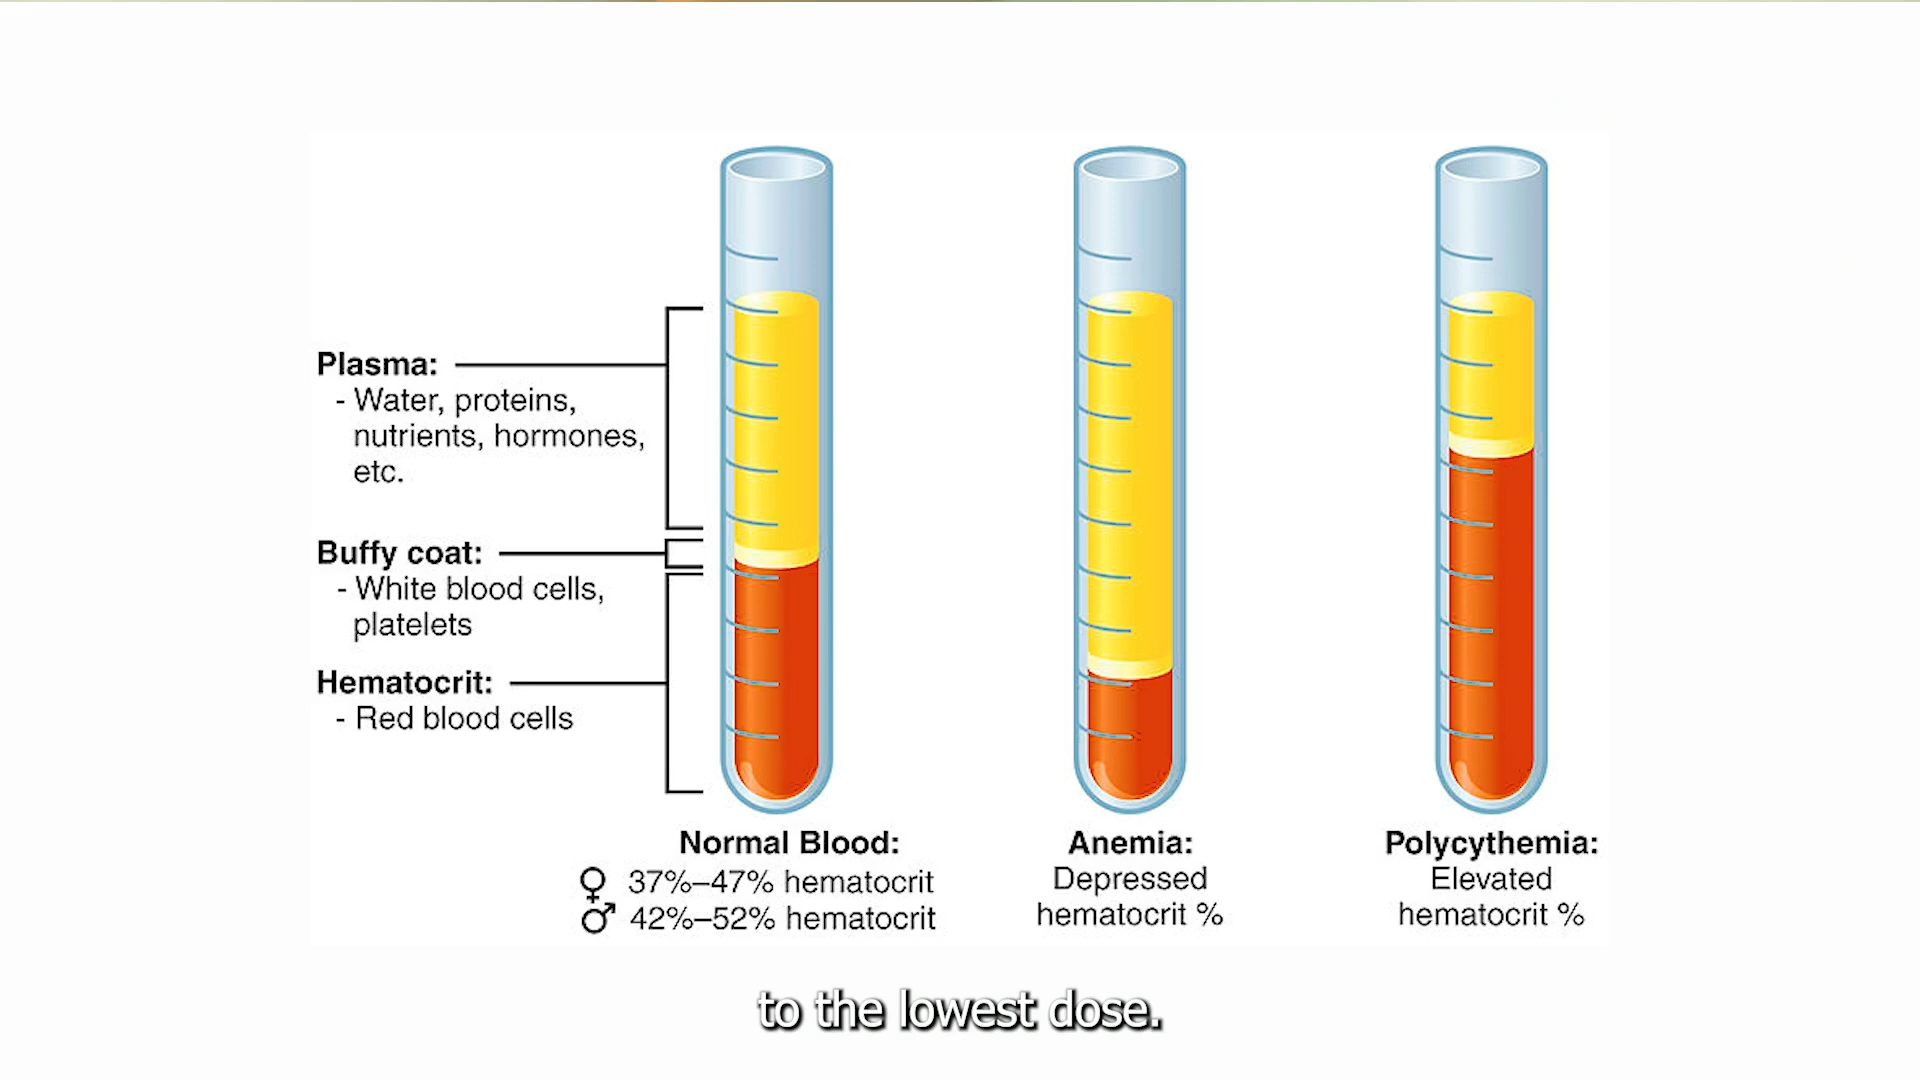 Plasma:
- Water, proteins,
nutrients, hormones,
etc.
Buffy coat:
- White blood cells,
platelets
Hematocrit:
- Red blood cells
Normal Blood:
♀ 37%–47% hematocrit
♂ 42%–52% hematocrit
Anemia:
Depressed
hematocrit %
Polycythemia:
Elevated
hematocrit %
to the lowest dose.